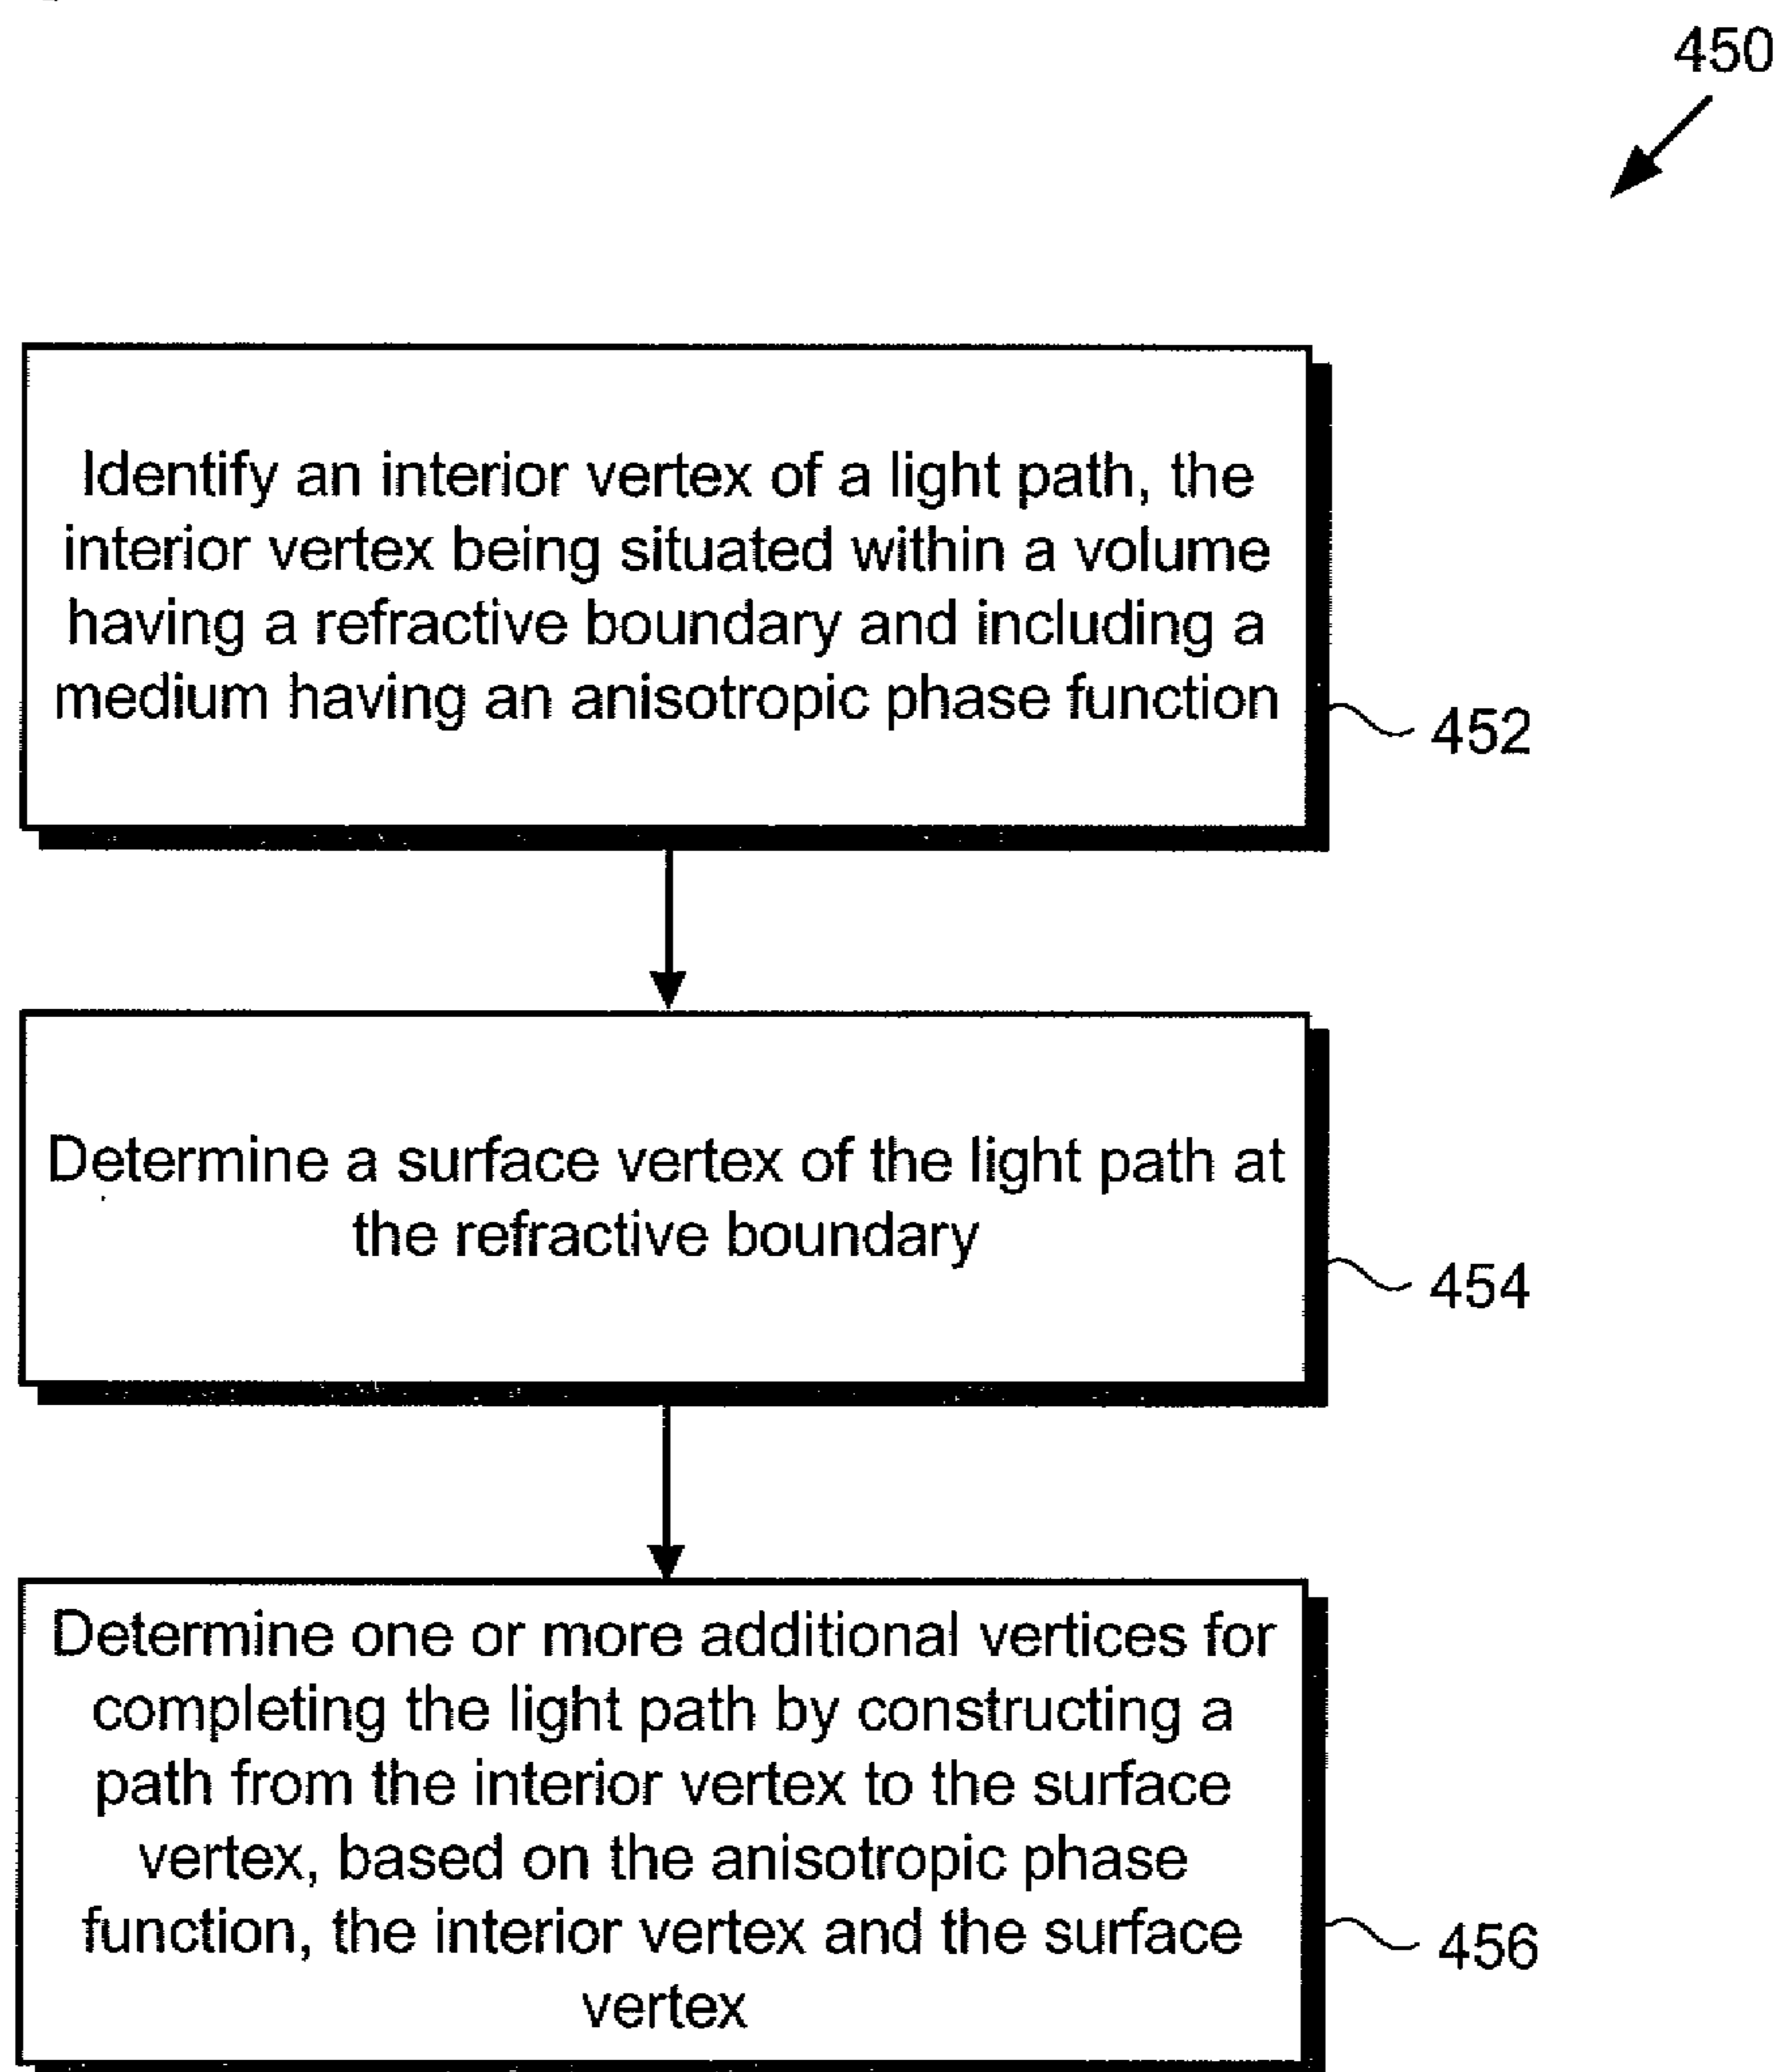 450
Identify an interior vertex of a light path, the
interior vertex being situated within a volume
having a refractive boundary and including a
medium having an anisotropic phase function
452
Determine a surface vertex of the light path at
the refractive boundary
454
Determine one or more additional vertices for
completing the light path by constructing a
path from the interior vertex to the surface
vertex, based on the anisotropic phase
function, the interior vertex and the surface
vertex
456